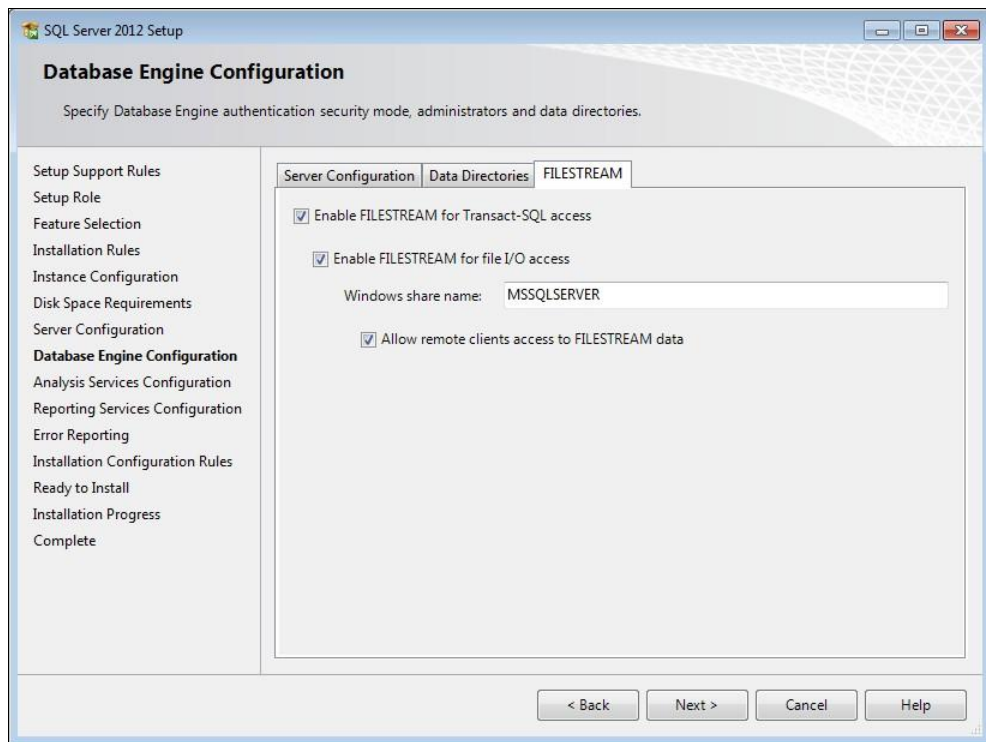 SQL Server 2012 Setup
Database Engine Configuration
Specify Database Engine authentication security mode, administrators and data directories.
Setup Support Rules
Setup Role
Feature Selection
Installation Rules
Instance Configuration
Disk Space Requirements
Server Configuration
Database Engine Configuration
Analysis Services Configuration
Reporting Services Configuration
Error Reporting
Installation Configuration Rules
Ready to Install
Installation Progress
Complete
Server Configuration Data Directories FILESTREAM
Enable FILESTREAM for Transact-SQL access
Enable FILESTREAM for file I/O access
Windows share name: MSSQLSERVER
Allow remote clients access to FILESTREAM data
< Back Next > Cancel Help